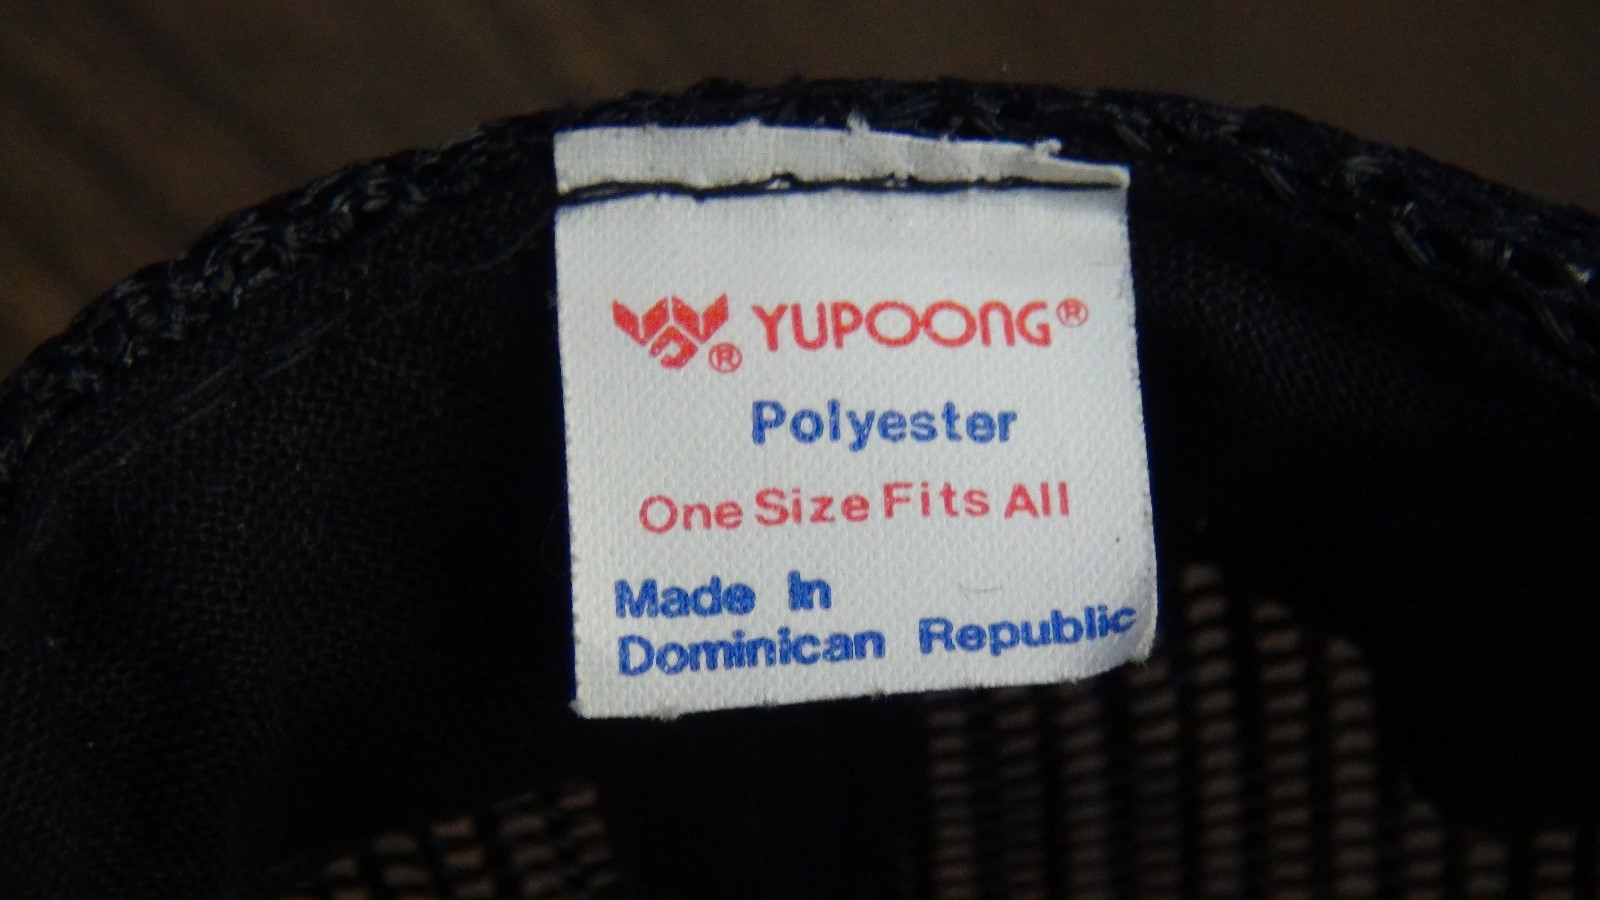 ® YUPOONG®
Polyester
One Size Fits All
Made In
Dominican Republic